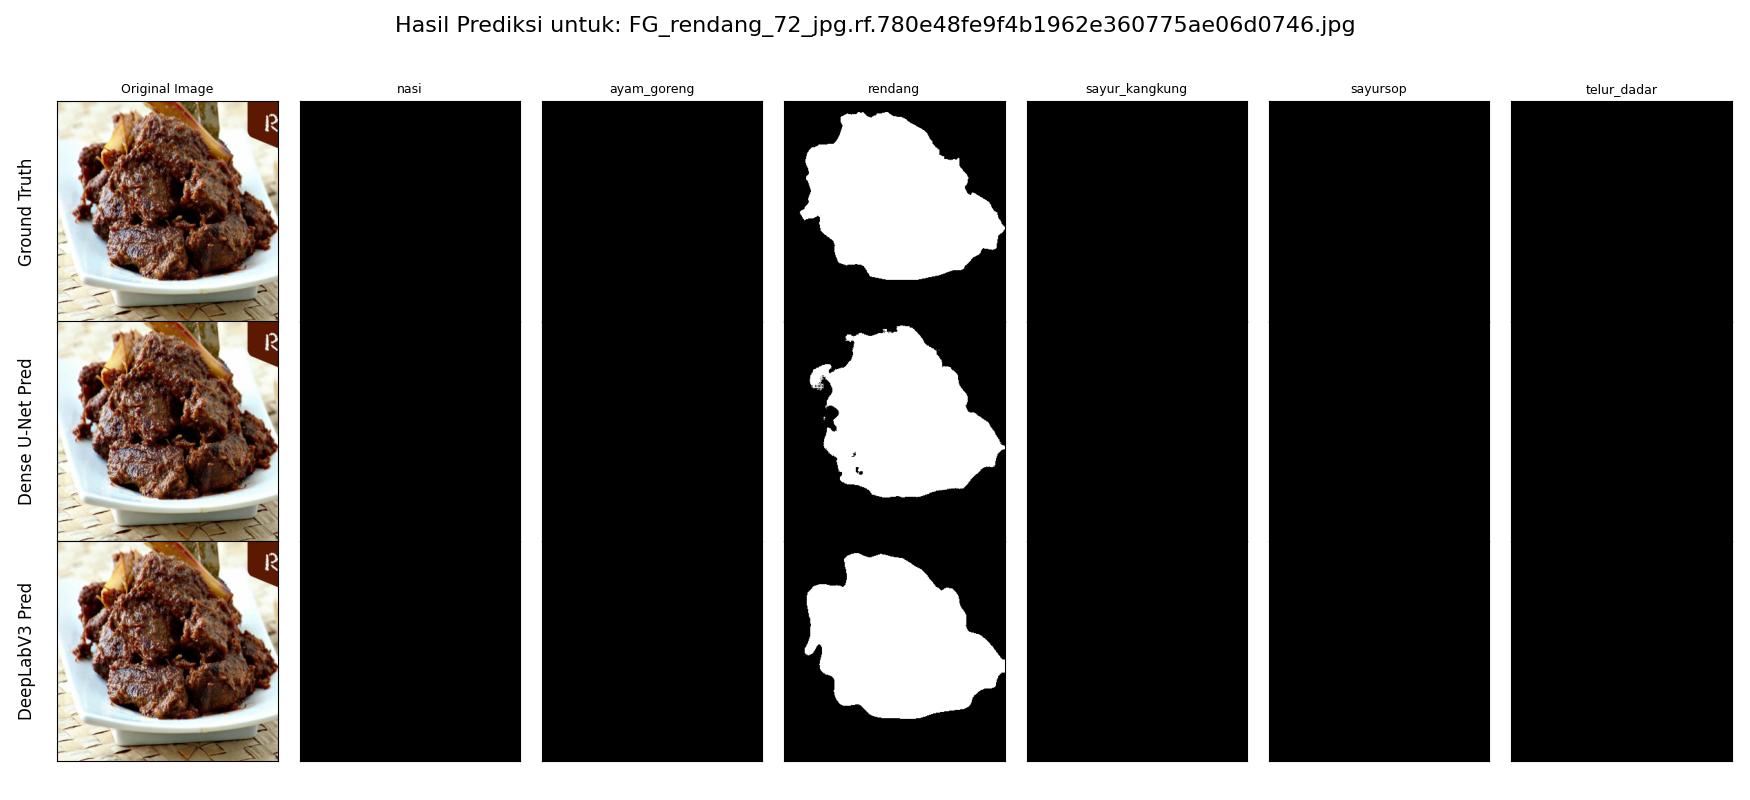 Hasil Prediksi untuk: FG_rendang_72_jpg.rf.780e48fe9f4b1962e360775ae06d0746.jpg
Original Image nasi ayam_goreng rendang sayur_kangkung sayursop telur_dadar
Ground Truth
R
Dense U-Net Pred
R
DeepLabV3 Pred
R